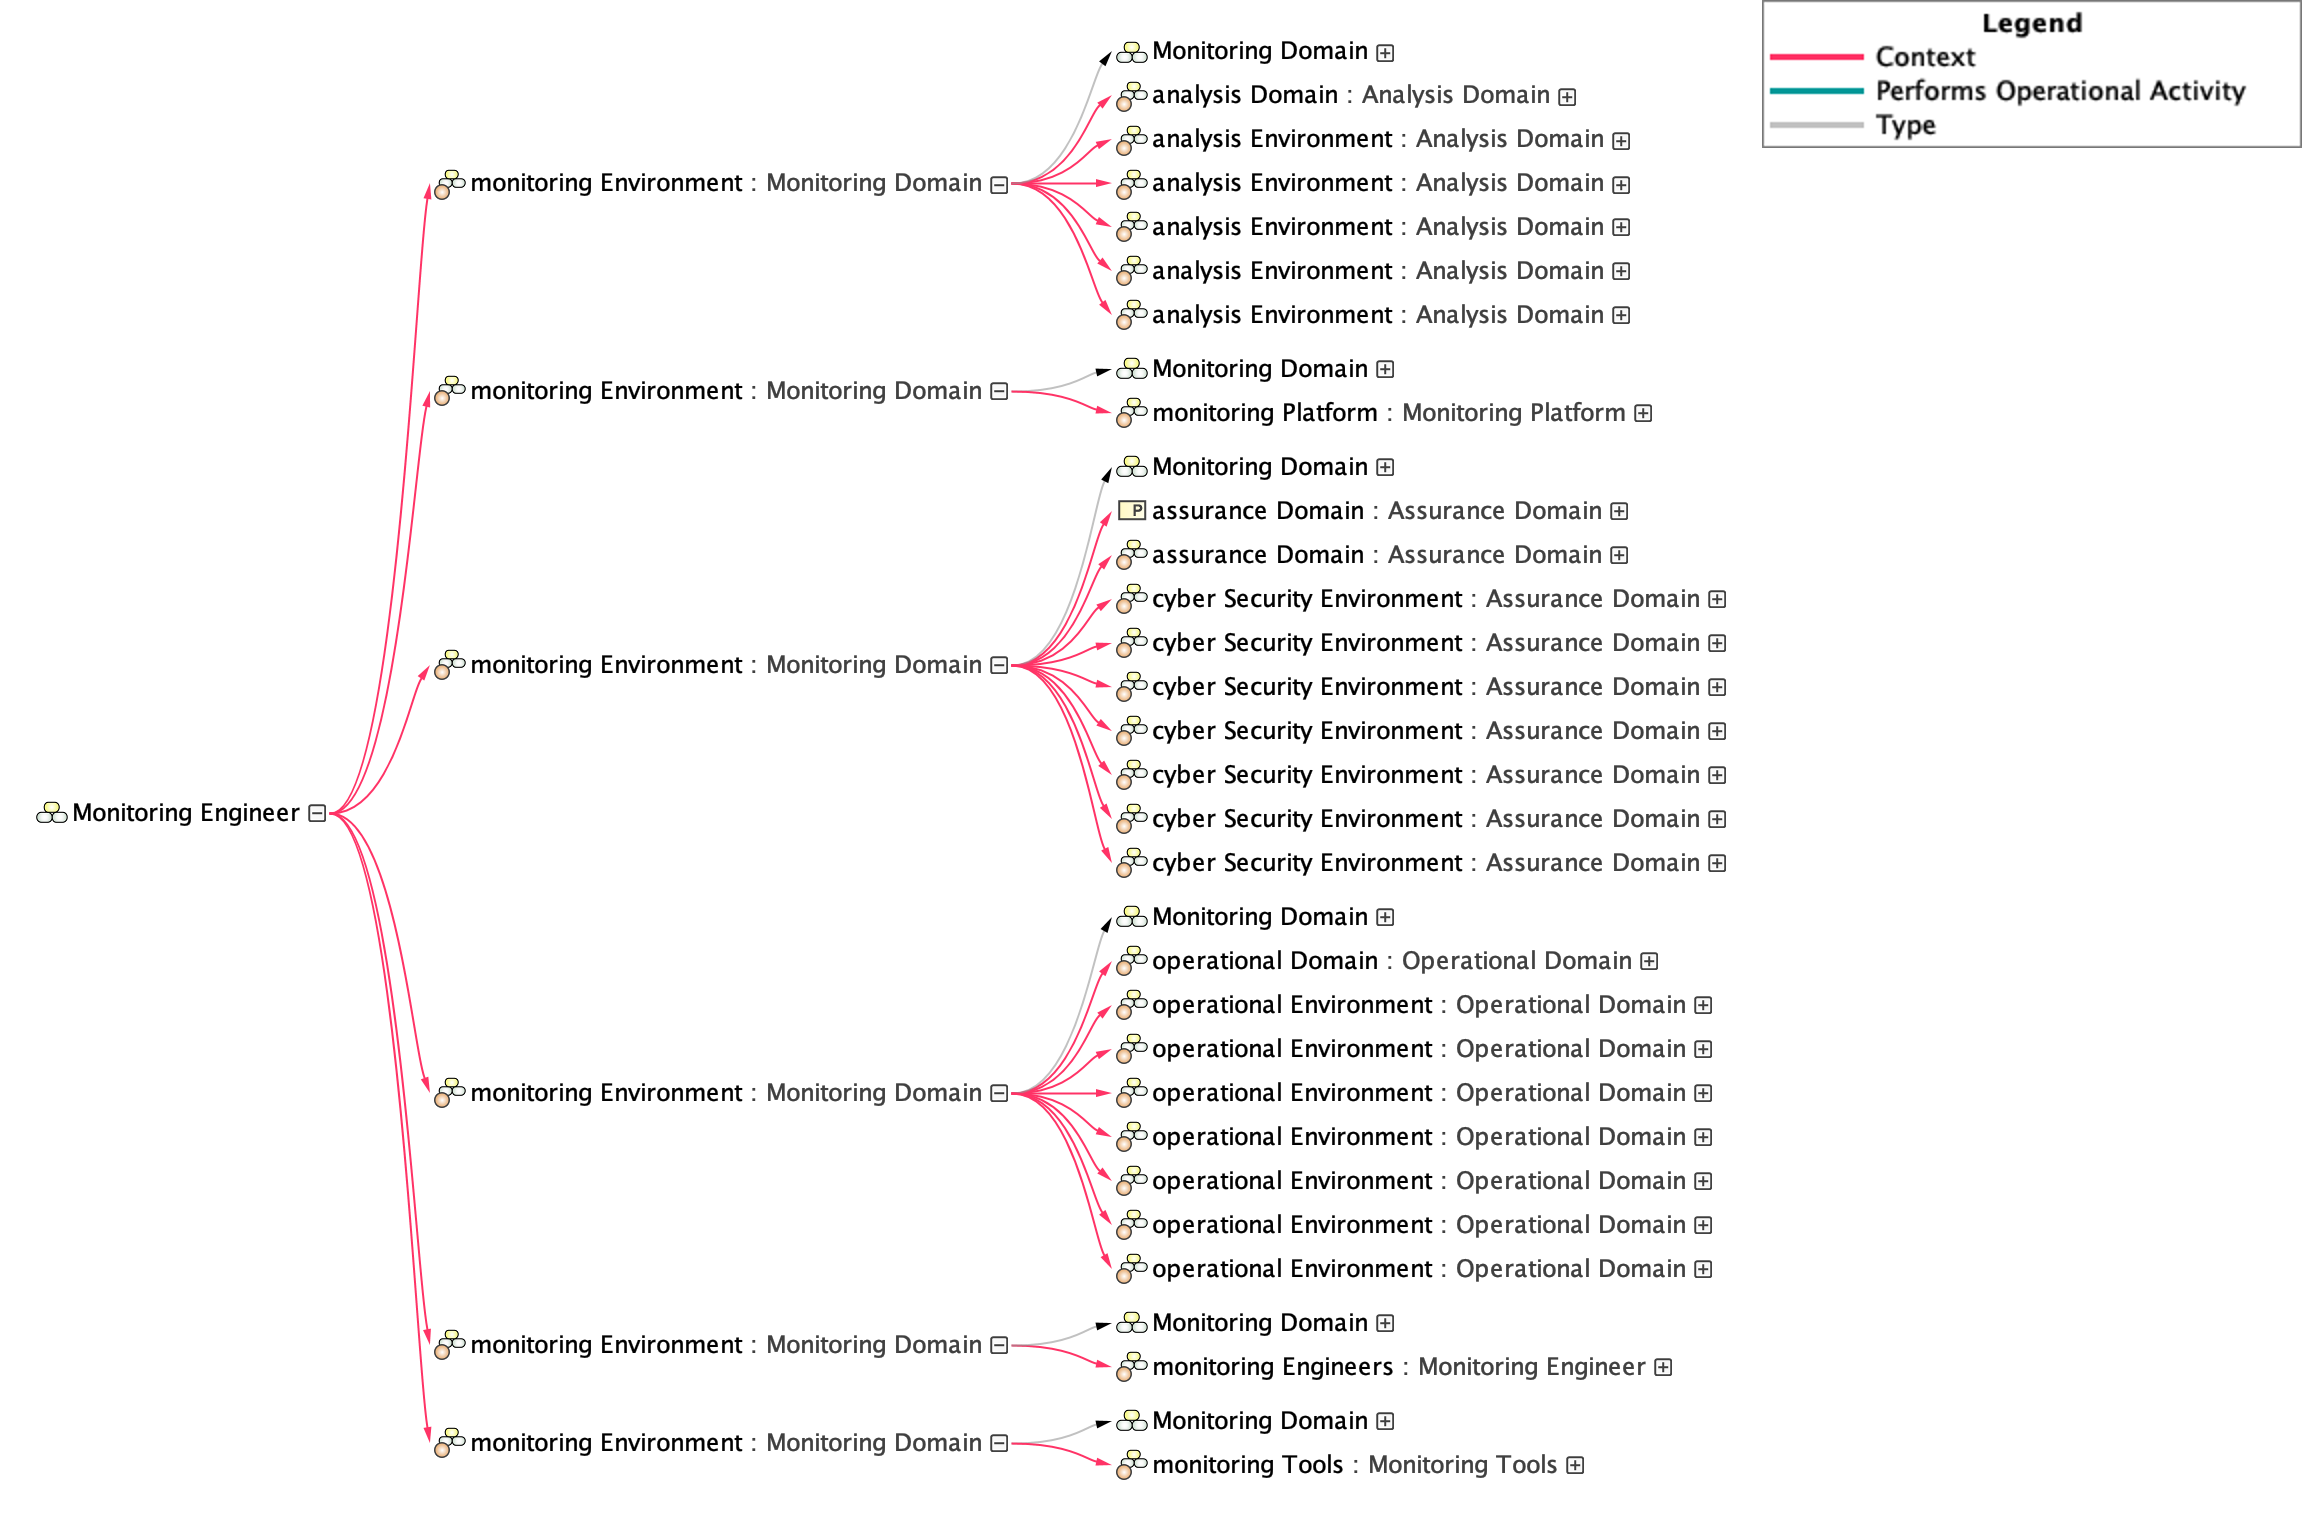 Legend
Context
Performs Operational Activity
Type
Monitoring Engineer
monitoring Environment : Monitoring Domain
Monitoring Domain
analysis Domain : Analysis Domain
analysis Environment : Analysis Domain
analysis Environment : Analysis Domain
analysis Environment : Analysis Domain
analysis Environment : Analysis Domain
analysis Environment : Analysis Domain
monitoring Environment : Monitoring Domain
Monitoring Domain
monitoring Platform : Monitoring Platform
monitoring Environment : Monitoring Domain
Monitoring Domain
P
assurance Domain : Assurance Domain
assurance Domain : Assurance Domain
cyber Security Environment : Assurance Domain
cyber Security Environment : Assurance Domain
cyber Security Environment : Assurance Domain
cyber Security Environment : Assurance Domain
cyber Security Environment : Assurance Domain
cyber Security Environment : Assurance Domain
cyber Security Environment : Assurance Domain
monitoring Environment : Monitoring Domain
Monitoring Domain
operational Domain : Operational Domain
operational Environment : Operational Domain
operational Environment : Operational Domain
operational Environment : Operational Domain
operational Environment : Operational Domain
operational Environment : Operational Domain
operational Environment : Operational Domain
operational Environment : Operational Domain
monitoring Environment : Monitoring Domain
Monitoring Domain
monitoring Engineers : Monitoring Engineer
monitoring Environment : Monitoring Domain
Monitoring Domain
monitoring Tools : Monitoring Tools